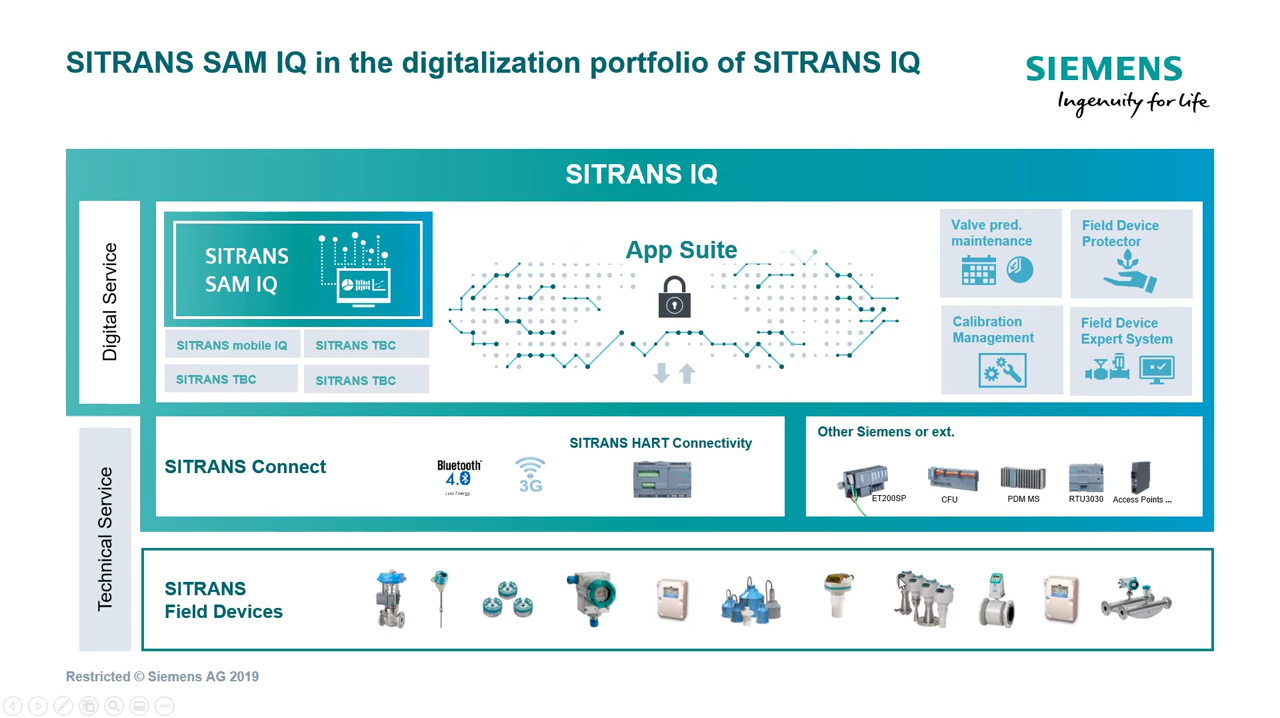 SITRANS SAM IQ in the digitalization portfolio of SITRANS IQ
SIEMENS
Ingenuity for life
SITRANS IQ
Digital Service
SITRANS
SAM IQ
SITRANS mobile IQ
SITRANS TBC
SITRANS TBC
SITRANS TBC
App Suite
Valve pred.
maintenance
Field Device
Protector
Calibration
Management
Field Device
Expert System
Technical Service
SITRANS Connect
Bluetooth
4.0
Low Energy
3G
SITRANS HART Connectivity
Other Siemens or ext.
ET200SP
CFU
PDM MS
RTU3030
Access Points ...
SITRANS
Field Devices
Restricted © Siemens AG 2019